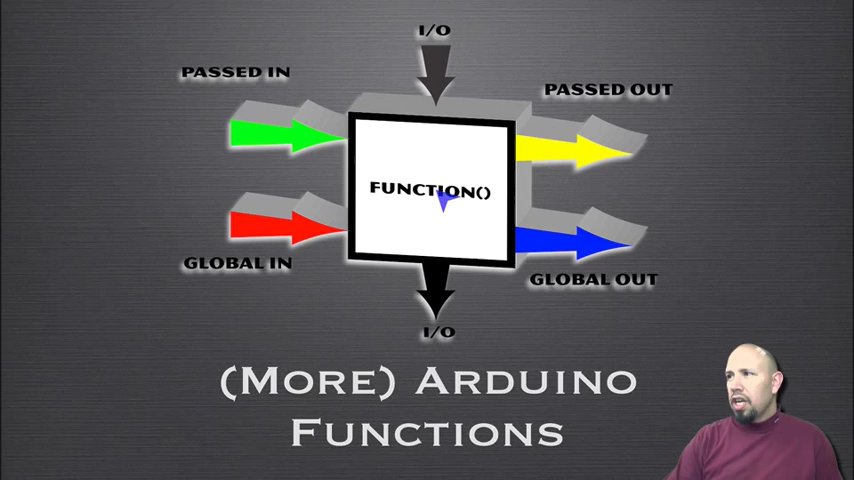 I/O
PASSED IN
PASSED OUT
FUNCTION()
GLOBAL IN
GLOBAL OUT
I/O
(MORE) ARDUINO
FUNCTIONS